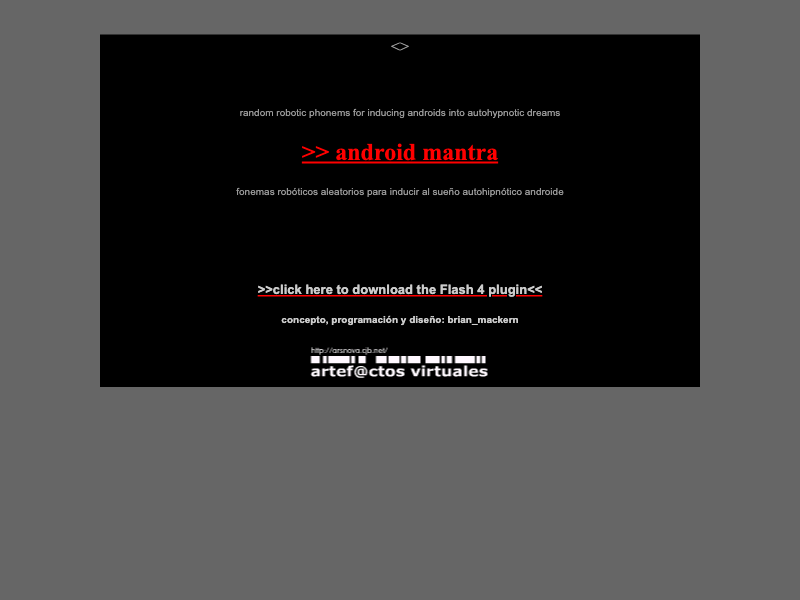 <>
random robotic phonems for inducing androids into autohypnotic dreams
>> android mantra
fonemas robóticos aleatorios para inducir al sueño autohipnótico androide
>>click here to download the Flash 4 plugin<<
concepto, programación y diseño: brian_mackern
http://arsnova.cjb.net/
artef@ctos virtuales